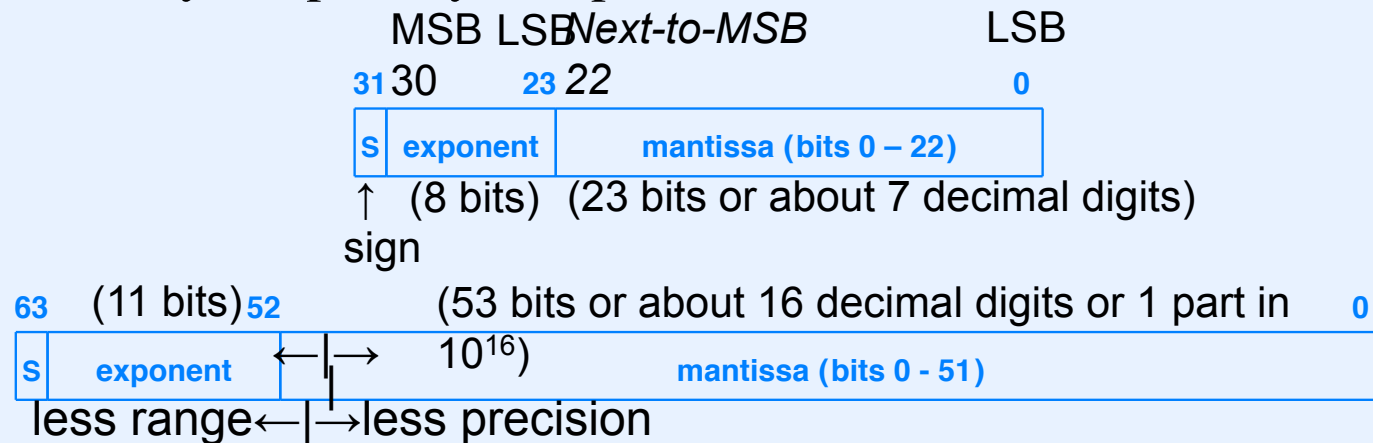 MSB LSB Next-to-MSB LSB
31 30 23 22 0
S exponent mantissa (bits 0 – 22)
↑ (8 bits) (23 bits or about 7 decimal digits)
sign
63 (11 bits) 52 (53 bits or about 16 decimal digits or 1 part in 0
←|→ 10¹⁶)
S exponent mantissa (bits 0 - 51)
less range←|→less precision